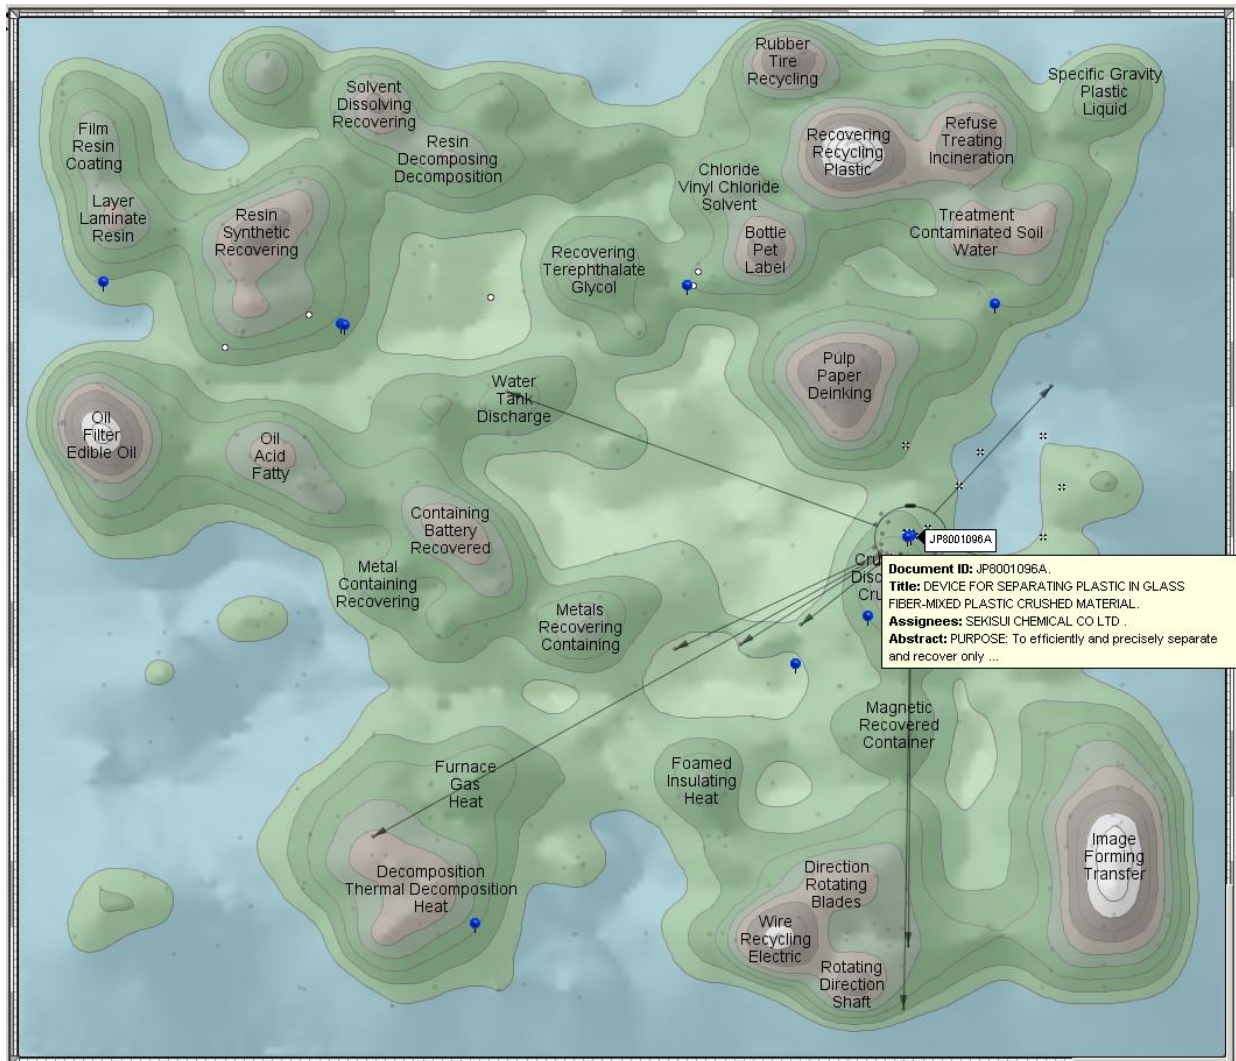 Rubber
Tire
Recycling
Specific Gravity
Plastic
Liquid
Solvent
Dissolving
Recovering
Film
Resin
Coating
Resin
Decomposing
Decomposition
Recovering
Recycling
Plastic
Refuse
Treating
Incineration
Chloride
Vinyl Chloride
Solvent
Layer
Laminate
Resin
Resin
Synthetic
Recovering
Recovering
Terephthalate
Glycol
Bottle
Pet
Label
Treatment
Contaminated Soil
Water
Pulp
Paper
Deinking
Water
Tank
Discharge
Oil
Filter
Edible Oil
Oil
Acid
Fatty
Containing
Battery
Recovered
Metal
Containing
Recovering
Metals
Recovering
Containing
JP8001096A
Document ID: JP8001096A.
Title: DEVICE FOR SEPARATING PLASTIC IN GLASS
FIBER-MIXED PLASTIC CRUSHED MATERIAL.
Assignees: SEKISUI CHEMICAL CO LTD .
Abstract: PURPOSE: To efficiently and precisely separate
and recover only ...
Magnetic
Recovered
Container
Furnace
Gas
Heat
Foamed
Insulating
Heat
Decomposition
Thermal Decomposition
Heat
Direction
Rotating
Blades
Wire
Recycling
Electric
Rotating
Direction
Shaft
Image
Forming
Transfer